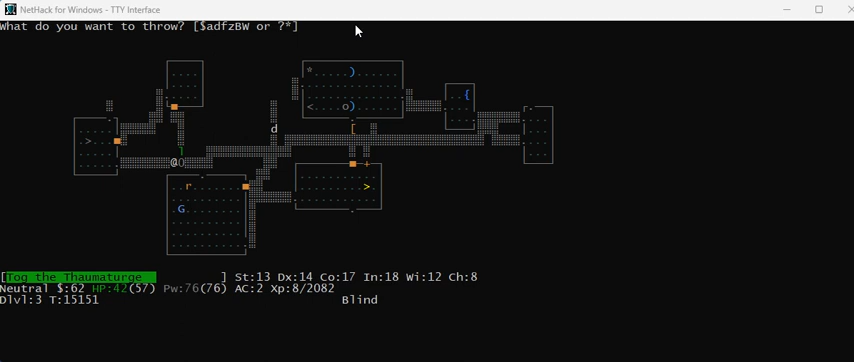 NetHack for Windows - TTY Interface
What do you want to throw? [$adfzBW or ?*]
[Tog the Thaumaturge ] St:13 Dx:14 Co:17 In:18 Wi:12 Ch:8
Neutral $:62 HP:42(57) Pw:76(76) AC:2 Xp:8/2082
Dlvl:3 T:15151 Blind